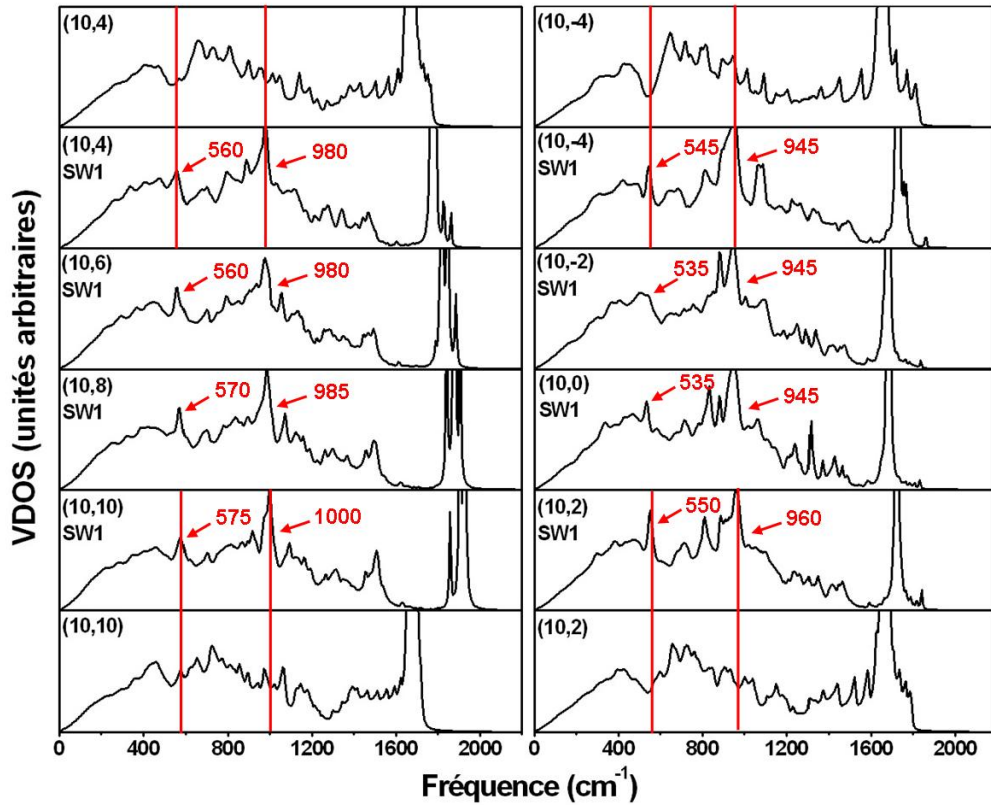 VDOS (unités arbitraires)
(10,4)
(10,4)
SW1
560
980
(10,6)
SW1
560
980
(10,8)
SW1
570
985
(10,10)
SW1
575
1000
(10,10)
0 400 800 1200 1600 2000
(10,-4)
(10,-4)
SW1
545
945
(10,-2)
SW1
535
945
(10,0)
SW1
535
945
(10,2)
SW1
550
960
(10,2)
0 400 800 1200 1600 2000
Fréquence (cm⁻¹)